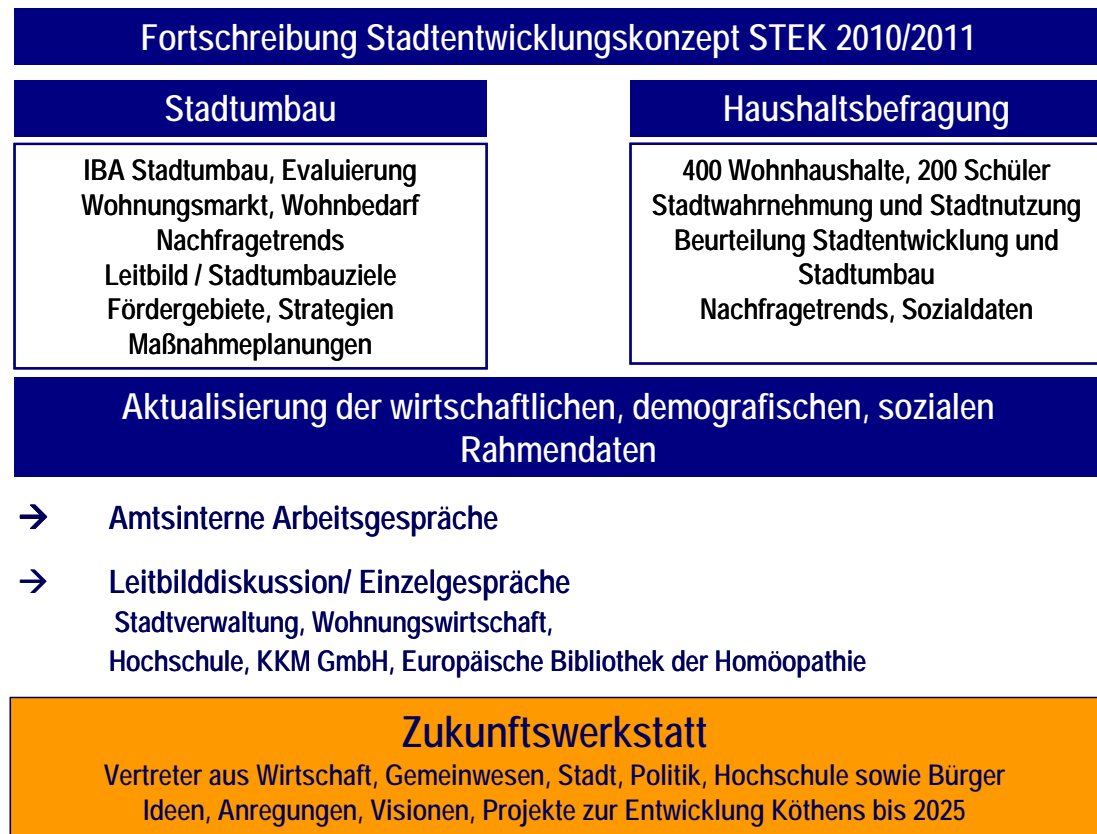 Fortschreibung Stadtentwicklungskonzept STEK 2010/2011
Stadtumbau
IBA Stadtumbau, Evaluierung
Wohnungsmarkt, Wohnbedarf
Nachfragetrends
Leitbild / Stadtumbauziele
Fördergebiete, Strategien
Maßnahmeplanungen
Haushaltsbefragung
400 Wohnhaushalte, 200 Schüler
Stadtwahrnehmung und Stadtnutzung
Beurteilung Stadtentwicklung und
Stadtumbau
Nachfragetrends, Sozialdaten
Aktualisierung der wirtschaftlichen, demografischen, sozialen
Rahmendaten
→ Amtsinterne Arbeitsgespräche
→ Leitbilddiskussion/ Einzelgespräche
Stadtverwaltung, Wohnungswirtschaft,
Hochschule, KKM GmbH, Europäische Bibliothek der Homöopathie
Zukunftswerkstatt
Vertreter aus Wirtschaft, Gemeinwesen, Stadt, Politik, Hochschule sowie Bürger
Ideen, Anregungen, Visionen, Projekte zur Entwicklung Köthens bis 2025